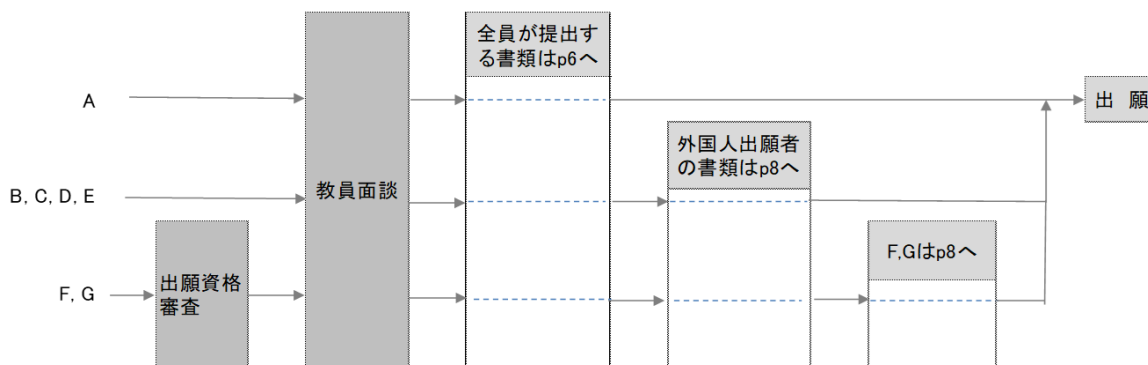 全員が提出す
る書類はp6へ
A
出 願
外国人出願者
の書類はp8へ
B, C, D, E
教員面談
F,Gはp8へ
F, G
出願資格
審査